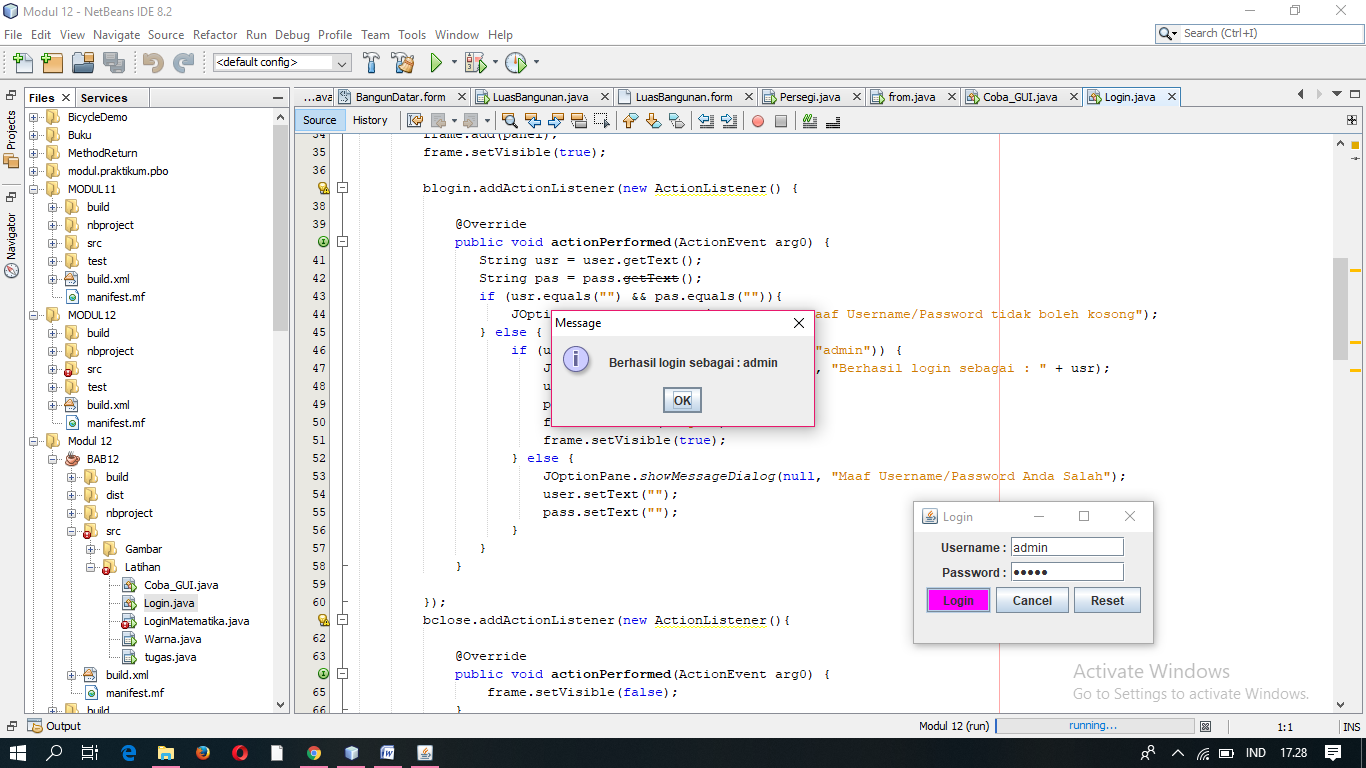 Modul 12 - NetBeans IDE 8.2
File Edit View Navigate Source Refactor Run Debug Profile Team Tools Window Help
Search (Ctrl+I)
<default config>
Projects
Navigator
Files Services
BicycleDemo
Buku
MethodReturn
modul.praktikum.pbo
MODUL11
build
nbproject
src
test
build.xml
manifest.mf
MODUL12
build
nbproject
src
test
build.xml
manifest.mf
Modul 12
BAB12
build
dist
nbproject
src
Gambar
Latihan
Coba_GUI.java
Login.java
LoginMatematika.java
Warna.java
tugas.java
build.xml
manifest.mf
build
...ava BangunDatar.form LuasBangunan.java LuasBangunan.form Persegi.java from.java Coba_GUI.java Login.java
Source History
34 frame.add(panel);
35 frame.setVisible(true);
36
blogin.addActionListener(new ActionListener() {
38
39 @Override
public void actionPerformed(ActionEvent arg0) {
41 String usr = user.getText();
42 String pas = pass.getText();
43 if (usr.equals("") && pas.equals("")){
44 JOption aaf Username/Password tidak boleh kosong");
45 } else {
46 if (u "admin")) {
47 J , "Berhasil login sebagai : " + usr);
48 u
49 p
50 f
51 frame.setVisible(true);
52 } else {
53 JOptionPane.showMessageDialog(null, "Maaf Username/Password Anda Salah");
54 user.setText("");
55 pass.setText("");
56 }
57 }
58 }
59
60 });
bclose.addActionListener(new ActionListener(){
62
63 @Override
public void actionPerformed(ActionEvent arg0) {
65 frame.setVisible(false);
66 }
Message
i
Berhasil login sebagai : admin
OK
Login
Username : admin
Password : •••••
Login Cancel Reset
Activate Windows
Go to Settings to activate Windows.
Output
Modul 12 (run) running... 1:1 INS
IND 17.28